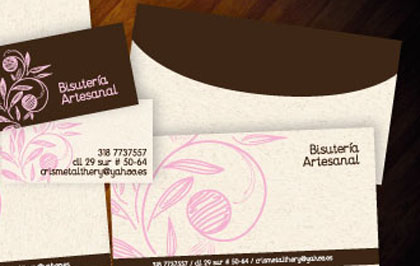 Bisutería
Artesanal
318 7737557
cll 29 sur # 50-64
crismetalthery@yahoo.es
Bisutería
Artesanal
318 7737557 / cll 29 sur # 50-64 / crismetalthery@yahoo.es